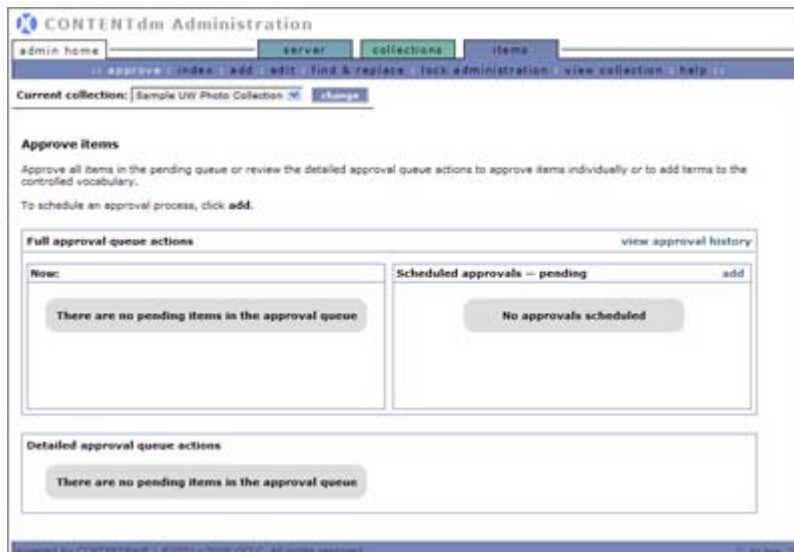 CONTENTdm Administration
admin home server collections items
:: approve : index : add : edit : find & replace : lock administration : view collection : help ::
Current collection: Sample UW Photo Collection change
Approve items
Approve all items in the pending queue or review the detailed approval queue actions to approve items individually or to add terms to the
controlled vocabulary.
To schedule an approval process, click add.
Full approval queue actions view approval history
Now:
There are no pending items in the approval queue
Scheduled approvals — pending add
No approvals scheduled
Detailed approval queue actions
There are no pending items in the approval queue